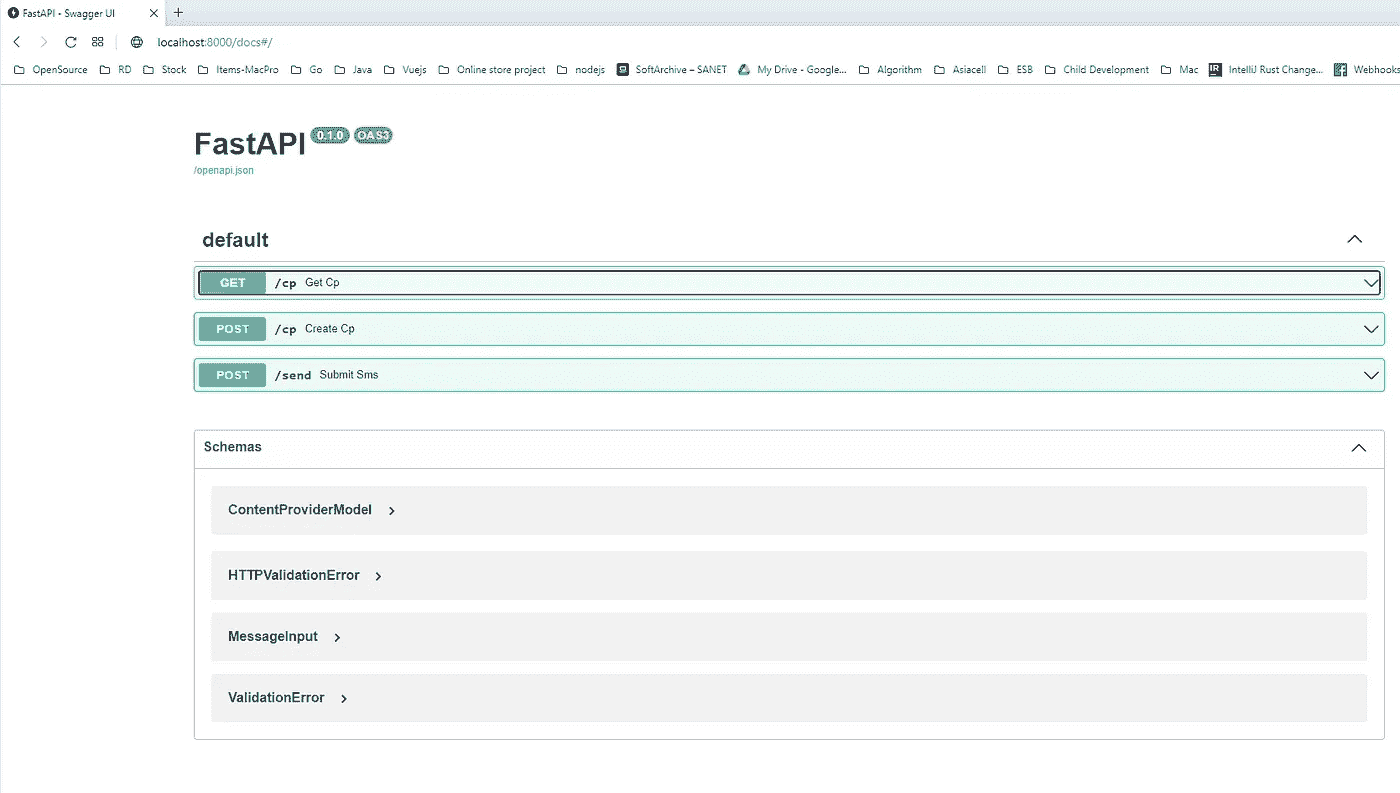 FastAPI - Swagger UI
localhost:8000/docs#/
OpenSource RD Stock Items-MacPro Go Java Vuejs Online store project nodejs SoftArchive – SANET My Drive - Google... Algorithm Asiacell ESB Child Development Mac IntelliJ Rust Change... Webhooks
FastAPI 0.1.0 OAS3
/openapi.json
default
GET /cp Get Cp
POST /cp Create Cp
POST /send Submit Sms
Schemas
ContentProviderModel
HTTPValidationError
MessageInput
ValidationError